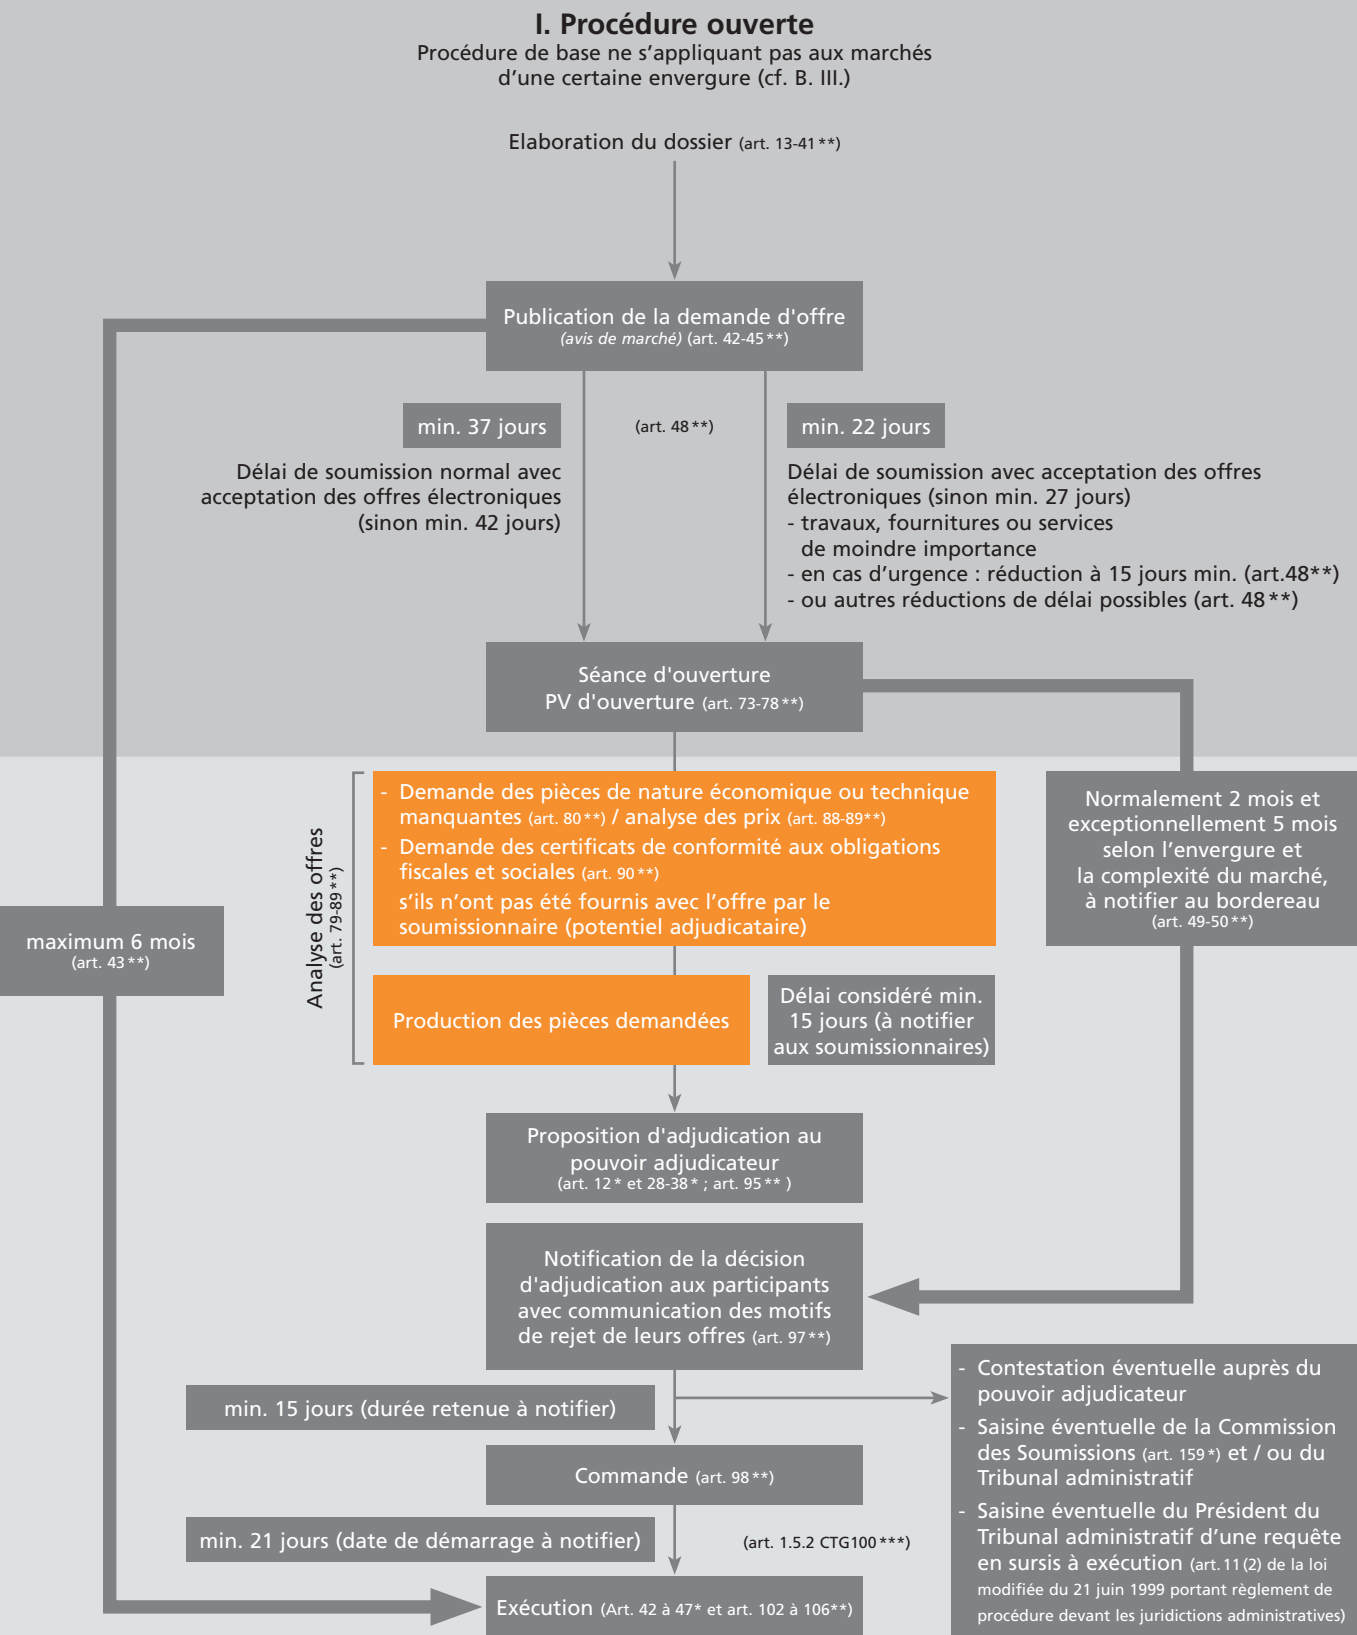 I. Procédure ouverte
Procédure de base ne s’appliquant pas aux marchés
d’une certaine envergure (cf. B. III.)
Elaboration du dossier (art. 13-41**)
Publication de la demande d'offre
(avis de marché) (art. 42-45**)
min. 37 jours
(art. 48**)
min. 22 jours
Délai de soumission normal avec
acceptation des offres électroniques
(sinon min. 42 jours)
Délai de soumission avec acceptation des offres
électroniques (sinon min. 27 jours)
- travaux, fournitures ou services
de moindre importance
- en cas d’urgence : réduction à 15 jours min. (art.48**)
- ou autres réductions de délai possibles (art. 48**)
Séance d'ouverture
PV d'ouverture (art. 73-78**)
Analyse des offres
(art. 79-89**)
- Demande des pièces de nature économique ou technique
manquantes (art. 80**) / analyse des prix (art. 88-89**)
- Demande des certificats de conformité aux obligations
fiscales et sociales (art. 90**)
s’ils n’ont pas été fournis avec l’offre par le
soumissionnaire (potentiel adjudicataire)
Normalement 2 mois et
exceptionnellement 5 mois
selon l’envergure et
la complexité du marché,
à notifier au bordereau
(art. 49-50**)
maximum 6 mois
(art. 43**)
Production des pièces demandées
Délai considéré min.
15 jours (à notifier
aux soumissionnaires)
Proposition d'adjudication au
pouvoir adjudicateur
(art. 12* et 28-38* ; art. 95** )
Notification de la décision
d'adjudication aux participants
avec communication des motifs
de rejet de leurs offres (art. 97**)
min. 15 jours (durée retenue à notifier)
- Contestation éventuelle auprès du
pouvoir adjudicateur
- Saisine éventuelle de la Commission
des Soumissions (art. 159*) et / ou du
Tribunal administratif
- Saisine éventuelle du Président du
Tribunal administratif d’une requête
en sursis à exécution (art.11(2) de la loi
modifiée du 21 juin 1999 portant règlement de
procédure devant les juridictions administratives)
Commande (art. 98**)
min. 21 jours (date de démarrage à notifier)
(art. 1.5.2 CTG100***)
Exécution (Art. 42 à 47* et art. 102 à 106**)